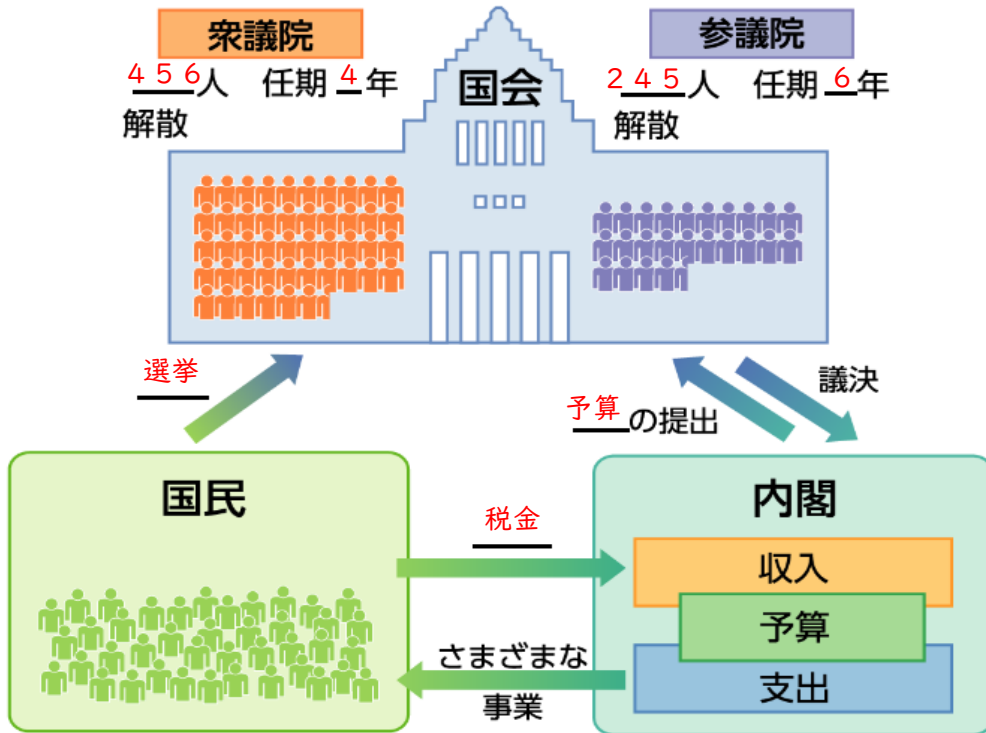 衆議院
参議院
４５６人　任期４年
解散
国会
２４５人　任期６年
解散
選挙
予算の提出
議決
国民
税金
さまざまな
事業
内閣
収入
予算
支出